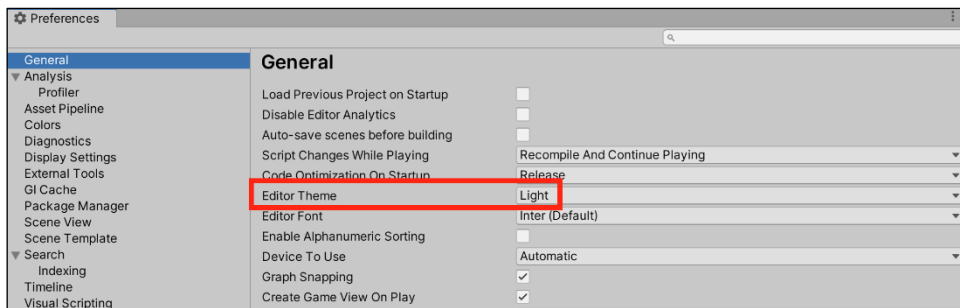 Preferences
General
Analysis
Profiler
Asset Pipeline
Colors
Diagnostics
Display Settings
External Tools
GI Cache
Package Manager
Scene View
Scene Template
Search
Indexing
Timeline
Visual Scripting
General
Load Previous Project on Startup
Disable Editor Analytics
Auto-save scenes before building
Script Changes While Playing Recompile And Continue Playing
Code Optimization On Startup Release
Editor Theme Light
Editor Font Inter (Default)
Enable Alphanumeric Sorting
Device To Use Automatic
Graph Snapping
Create Game View On Play